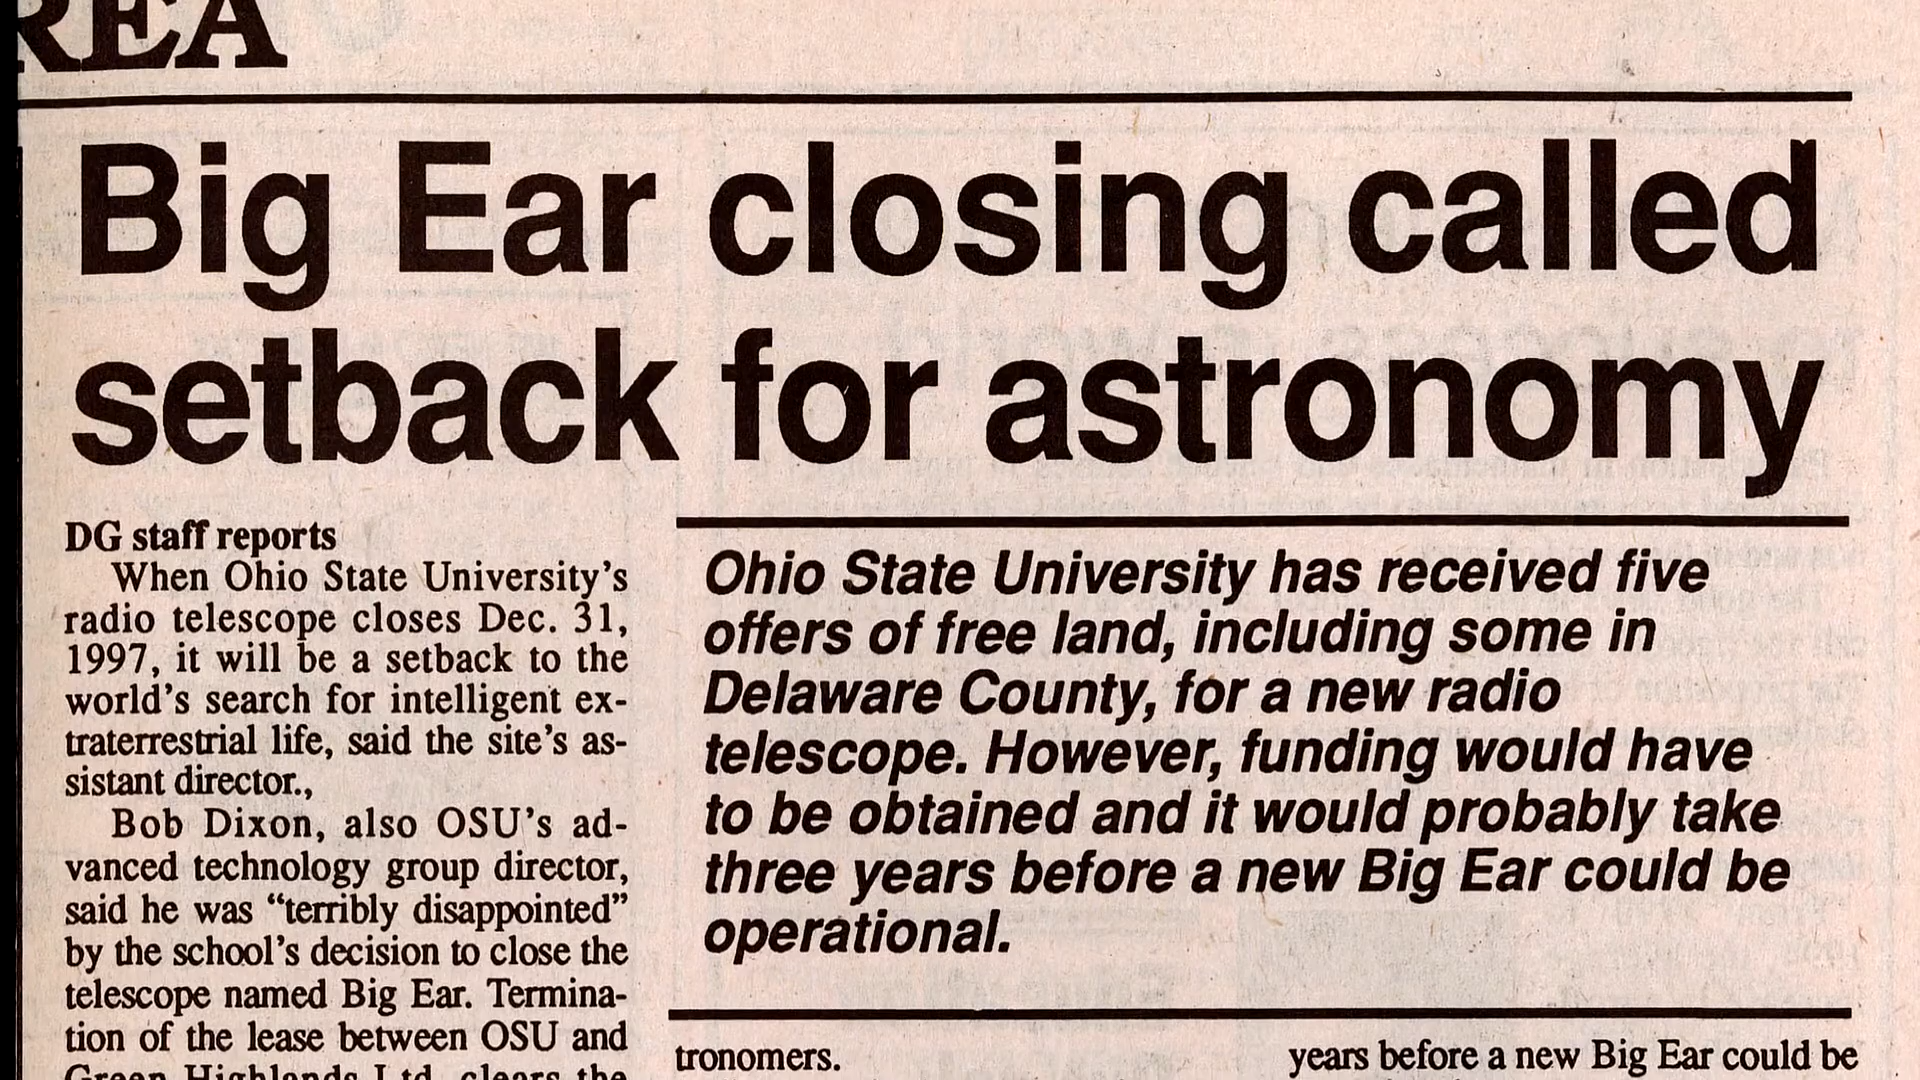 REA
Big Ear closing called
setback for astronomy
DG staff reports
When Ohio State University's
radio telescope closes Dec. 31,
1997, it will be a setback to the
world's search for intelligent ex-
traterrestrial life, said the site's as-
sistant director.,
Bob Dixon, also OSU's ad-
vanced technology group director,
said he was “terribly disappointed”
by the school's decision to close the
telescope named Big Ear. Termina-
tion of the lease between OSU and
Green Highlands Ltd. clears the
Ohio State University has received five
offers of free land, including some in
Delaware County, for a new radio
telescope. However, funding would have
to be obtained and it would probably take
three years before a new Big Ear could be
operational.
tronomers.
years before a new Big Ear could be